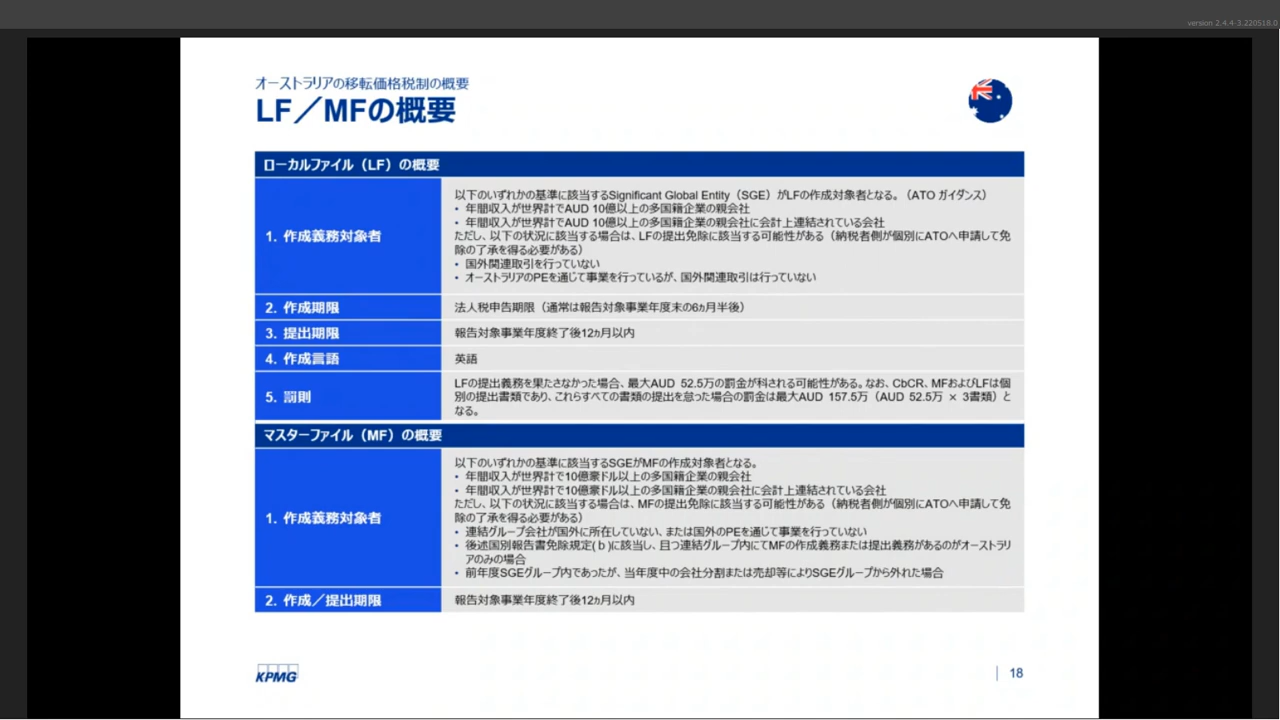 version 2.4.4-3.220518.0
オーストラリアの移転価格税制の概要
LF／MFの概要
ローカルファイル（LF）の概要
1. 作成義務対象者
以下のいずれかの基準に該当するSignificant Global Entity（SGE）がLFの作成対象者となる。（ATO ガイダンス）
• 年間収入が世界計でAUD 10億以上の多国籍企業の親会社
• 年間収入が世界計でAUD 10億以上の多国籍企業の親会社に会計上連結されている会社
ただし、以下の状況に該当する場合は、LFの提出免除に該当する可能性がある（納税者側が個別にATOへ申請して免
除の了承を得る必要がある）
• 国外関連取引を行っていない
• オーストラリアのPEを通じて事業を行っているが、国外関連取引は行っていない
2. 作成期限
法人税申告期限（通常は報告対象事業年度末の6ヵ月半後）
3. 提出期限
報告対象事業年度終了後12ヵ月以内
4. 作成言語
英語
5. 罰則
LFの提出義務を果たさなかった場合、最大AUD 52.5万の罰金が科される可能性がある。なお、CbCR、MFおよびLFは個
別の提出書類であり、これらすべての書類の提出を怠った場合の罰金は最大AUD 157.5万（AUD 52.5万 × 3書類）と
なる。
マスターファイル（MF）の概要
1. 作成義務対象者
以下のいずれかの基準に該当するSGEがMFの作成対象者となる。
• 年間収入が世界計で10億豪ドル以上の多国籍企業の親会社
• 年間収入が世界計で10億豪ドル以上の多国籍企業の親会社に会計上連結されている会社
ただし、以下の状況に該当する場合は、MFの提出免除に該当する可能性がある（納税者側が個別にATOへ申請して免
除の了承を得る必要がある）
• 連結グループ会社が国外に所在していない、または国外のPEを通じて事業を行っていない
• 後述国別報告書免除規定(ｂ)に該当し、且つ連結グループ内にてMFの作成義務または提出義務があるのがオーストラリ
アのみの場合
• 前年度SGEグループ内であったが、当年度中の会社分割または売却等によりSGEグループから外れた場合
2. 作成／提出期限
報告対象事業年度終了後12ヵ月以内
KPMG
18